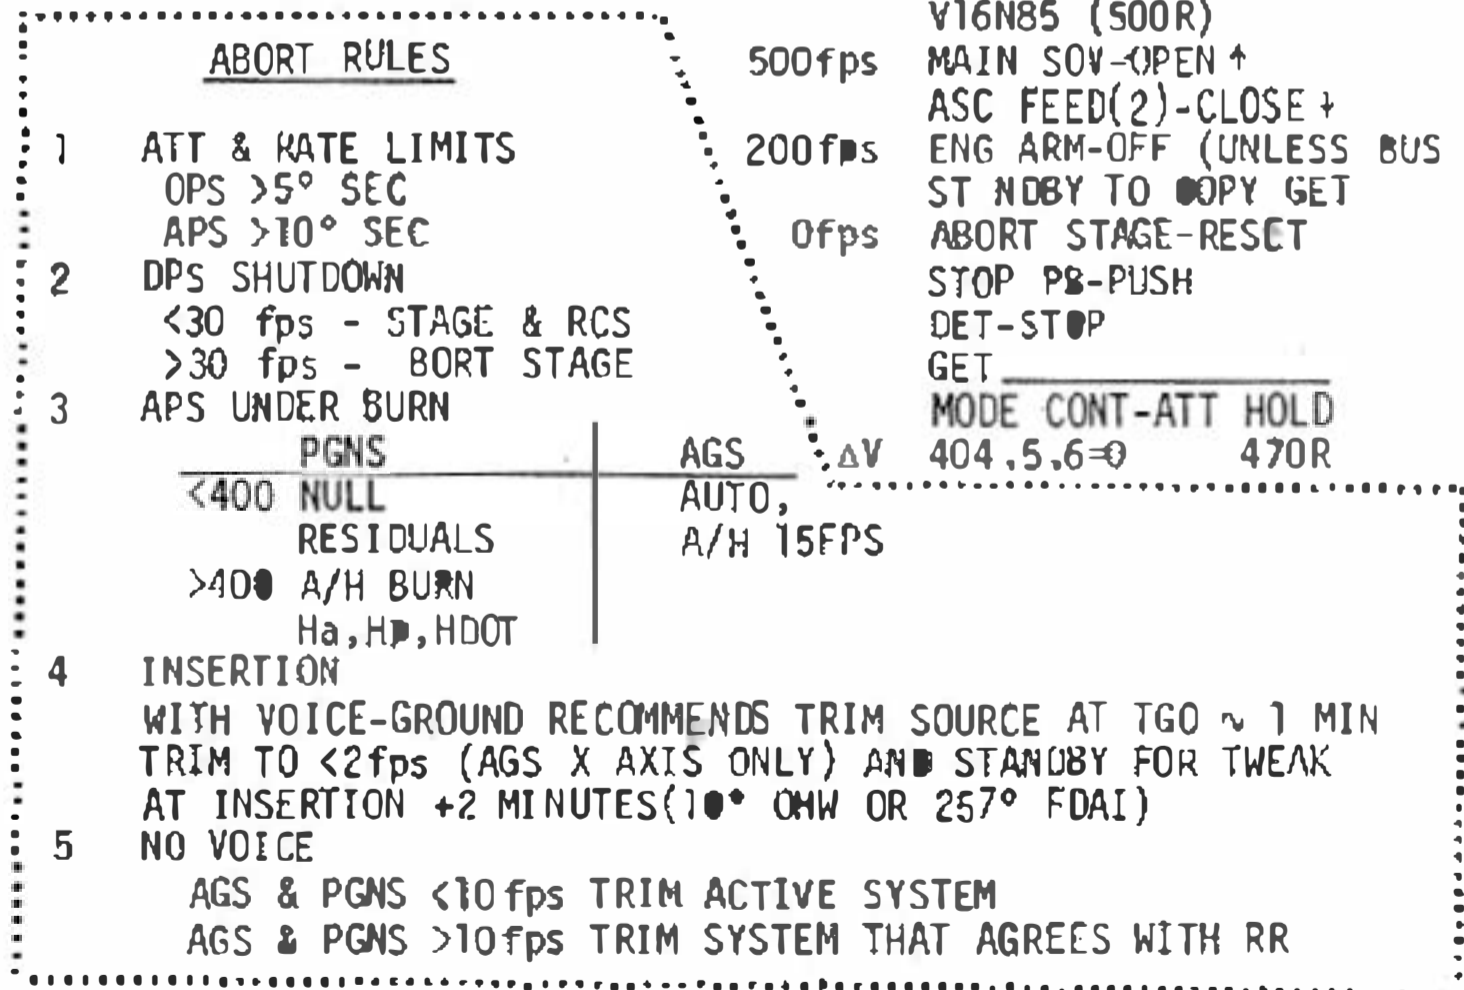 ABORT RULES
1 ATT & RATE LIMITS
OPS >5° SEC
APS >10° SEC
2 DPS SHUTDOWN
<30 fps - STAGE & RCS
>30 fps - BORT STAGE
3 APS UNDER BURN
PGNS AGS
<400 NULL AUTO,
RESIDUALS A/H 15FPS
>400 A/H BURN
Ha,Hp,HDOT
V16N85 (500R)
500fps MAIN SOV-OPEN ↑
ASC FEED(2)-CLOSE ↓
200fps ENG ARM-OFF (UNLESS BUS
ST NDBY TO COPY GET
0fps ABORT STAGE-RESET
STOP PB-PUSH
DET-STOP
GET
MODE CONT-ATT HOLD
ΔV 404,5,6=0 470R
4 INSERTION
WITH VOICE-GROUND RECOMMENDS TRIM SOURCE AT TGO ~ 1 MIN
TRIM TO <2fps (AGS X AXIS ONLY) AND STANDBY FOR TWEAK
AT INSERTION +2 MINUTES(10° OHW OR 257° FDAI)
5 NO VOICE
AGS & PGNS <10fps TRIM ACTIVE SYSTEM
AGS & PGNS >10fps TRIM SYSTEM THAT AGREES WITH RR